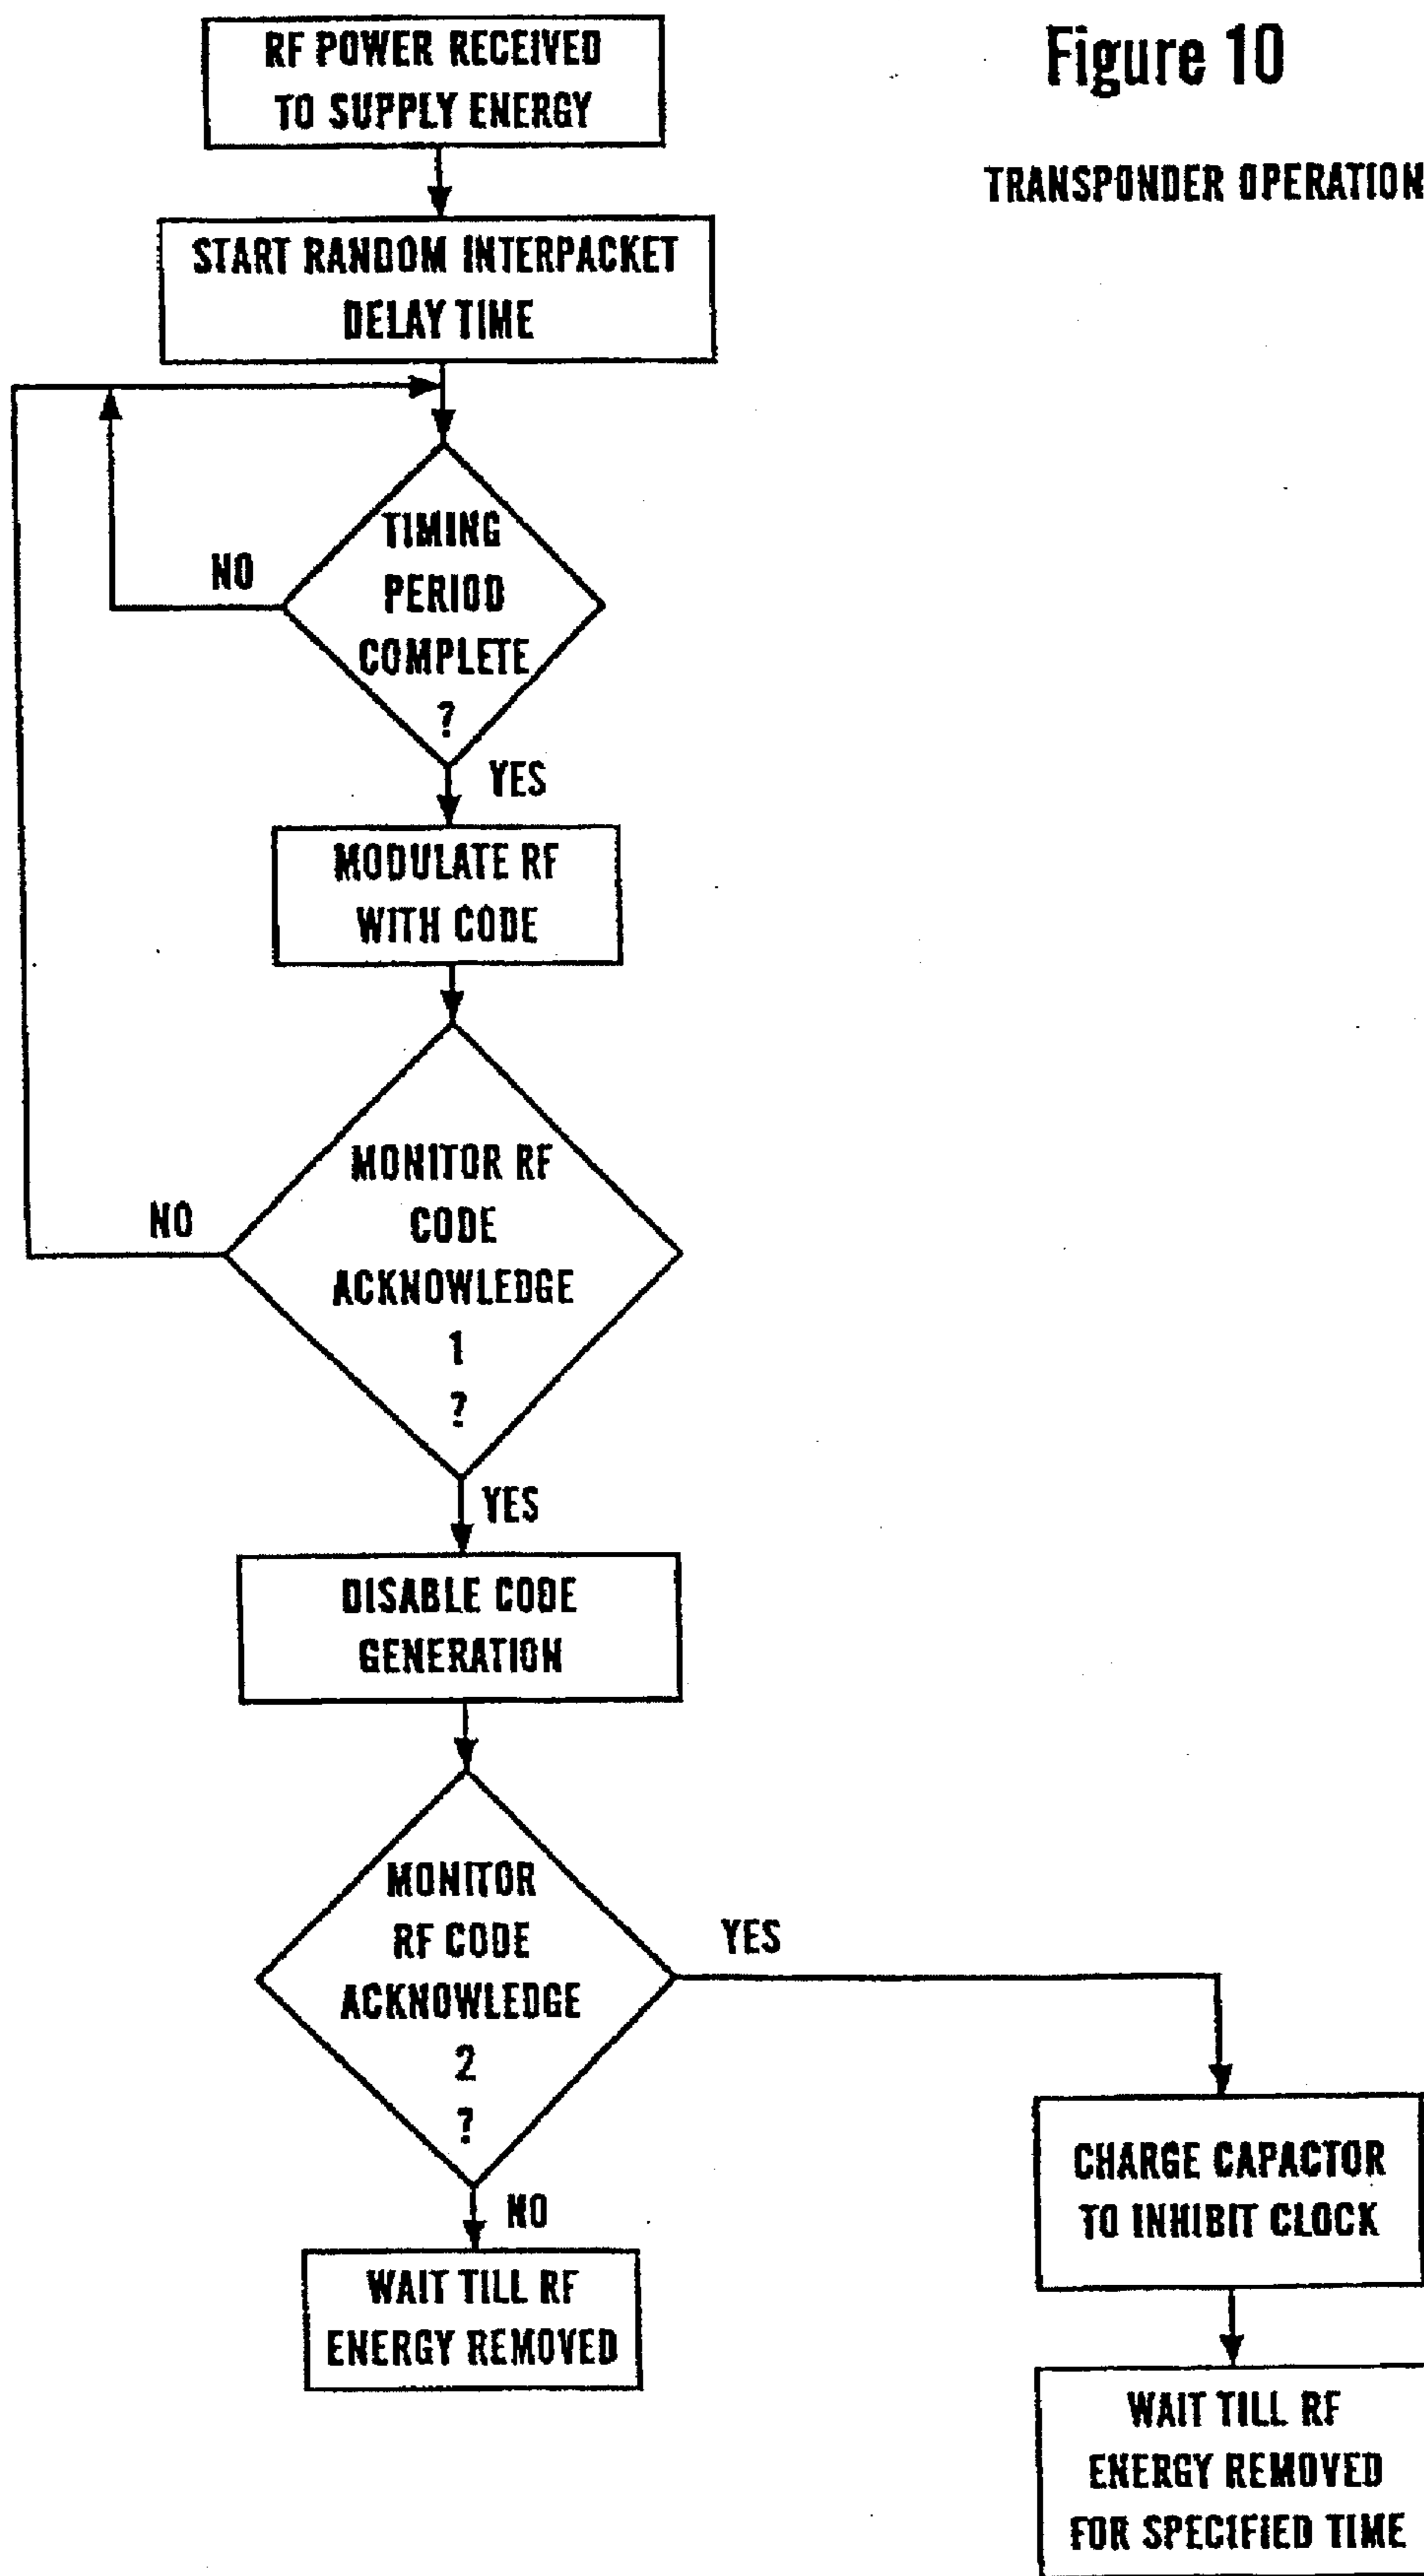 Figure 10
TRANSPONDER OPERATION
RF POWER RECEIVED
TO SUPPLY ENERGY
START RANDOM INTERPACKET
DELAY TIME
TIMING
PERIOD
COMPLETE
?
NO
YES
MODULATE RF
WITH CODE
MONITOR RF
CODE
ACKNOWLEDGE
1
?
NO
YES
DISABLE CODE
GENERATION
MONITOR
RF CODE
ACKNOWLEDGE
2
?
YES
NO
WAIT TILL RF
ENERGY REMOVED
CHARGE CAPACTOR
TO INHIBIT CLOCK
WAIT TILL RF
ENERGY REMOVED
FOR SPECIFIED TIME